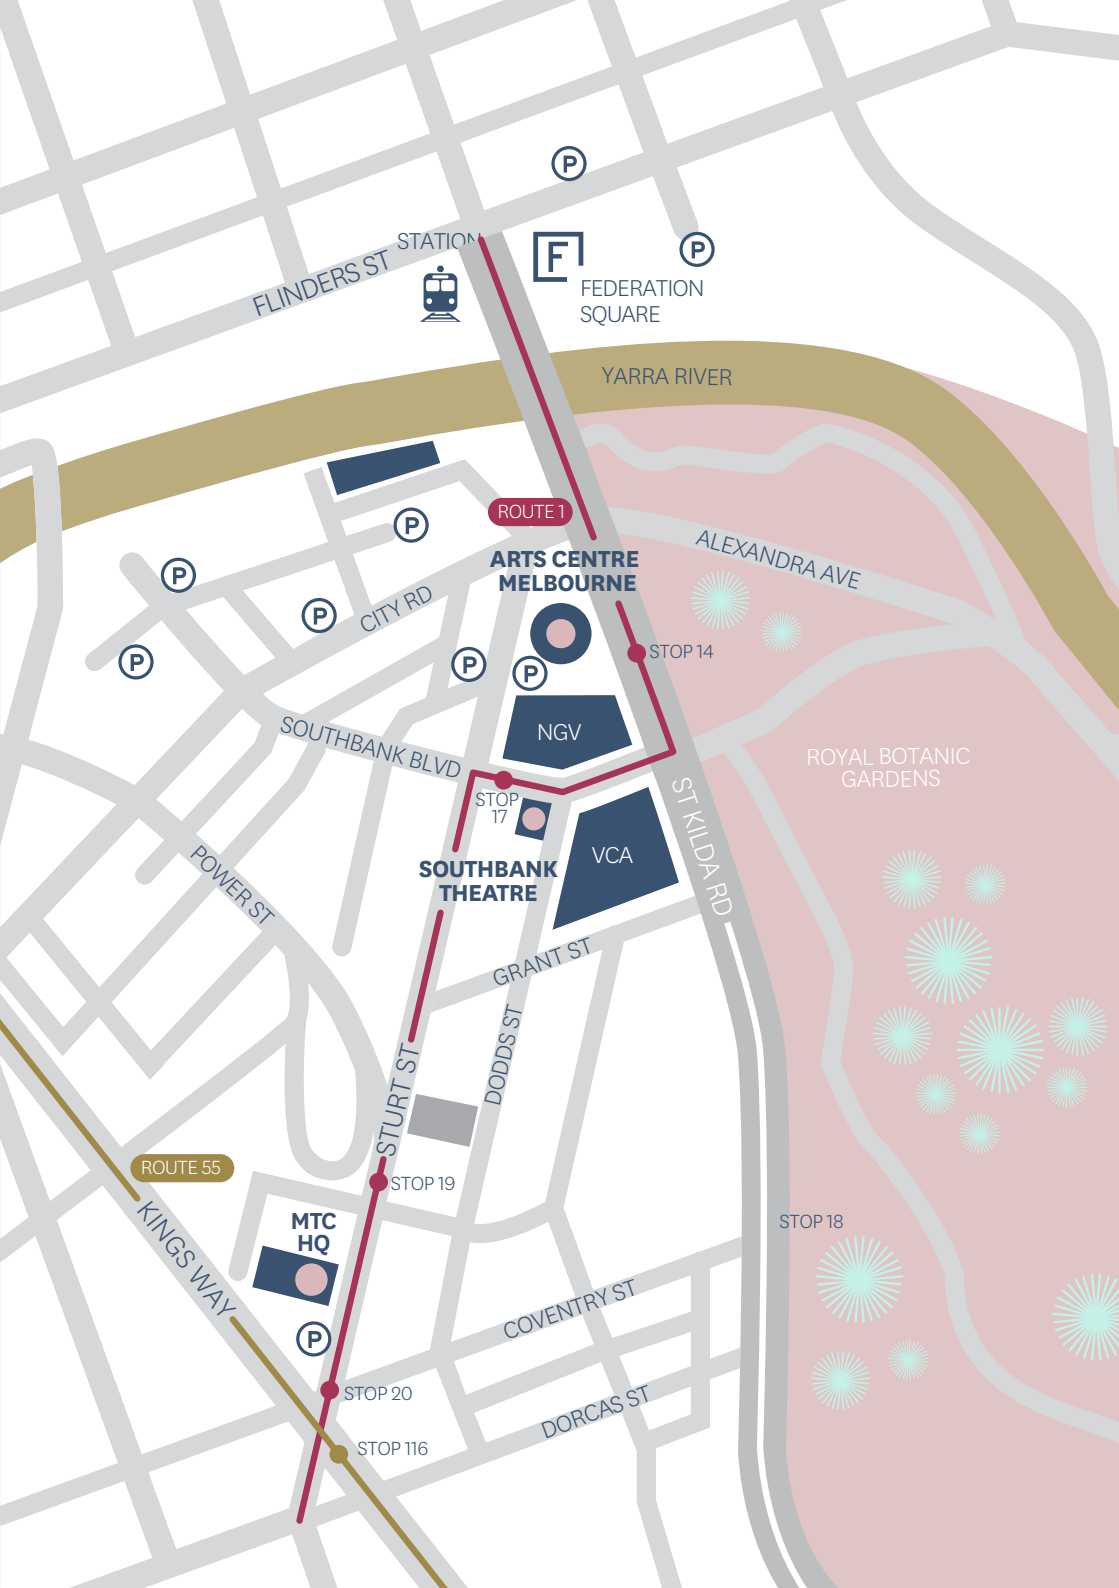 P
STATION
F
P
FLINDERS ST
FEDERATION
SQUARE
YARRA RIVER
ROUTE 1
P
ALEXANDRA AVE
ARTS CENTRE
MELBOURNE
P
CITY RD
P
STOP 14
P
P
P
SOUTHBANK BLVD
NGV
ROYAL BOTANIC
GARDENS
STOP
17
ST KILDA RD
POWER ST
VCA
SOUTHBANK
THEATRE
GRANT ST
DODDS ST
STURT ST
ROUTE 55
STOP 19
KINGS WAY
MTC
HQ
STOP 18
COVENTRY ST
P
STOP 20
DORCAS ST
STOP 116